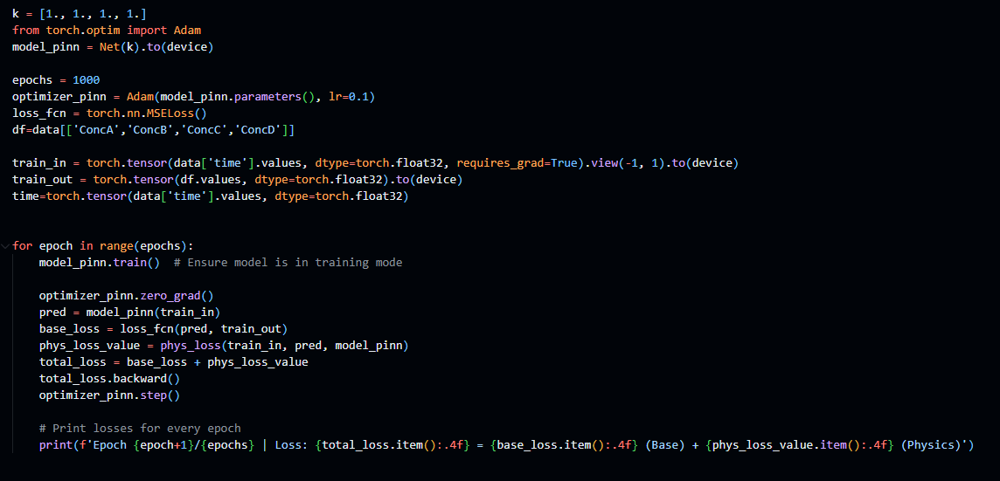 k = [1., 1., 1., 1.]
from torch.optim import Adam
model_pinn = Net(k).to(device)

epochs = 1000
optimizer_pinn = Adam(model_pinn.parameters(), lr=0.1)
loss_fcn = torch.nn.MSELoss()
df=data[['ConcA','ConcB','ConcC','ConcD']]

train_in = torch.tensor(data['time'].values, dtype=torch.float32, requires_grad=True).view(-1, 1).to(device)
train_out = torch.tensor(df.values, dtype=torch.float32).to(device)
time=torch.tensor(data['time'].values, dtype=torch.float32)


for epoch in range(epochs):
    model_pinn.train()  # Ensure model is in training mode

    optimizer_pinn.zero_grad()
    pred = model_pinn(train_in)
    base_loss = loss_fcn(pred, train_out)
    phys_loss_value = phys_loss(train_in, pred, model_pinn)
    total_loss = base_loss + phys_loss_value
    total_loss.backward()
    optimizer_pinn.step()

    # Print losses for every epoch
    print(f'Epoch {epoch+1}/{epochs} | Loss: {total_loss.item():.4f} = {base_loss.item():.4f} (Base) + {phys_loss_value.item():.4f} (Physics)')